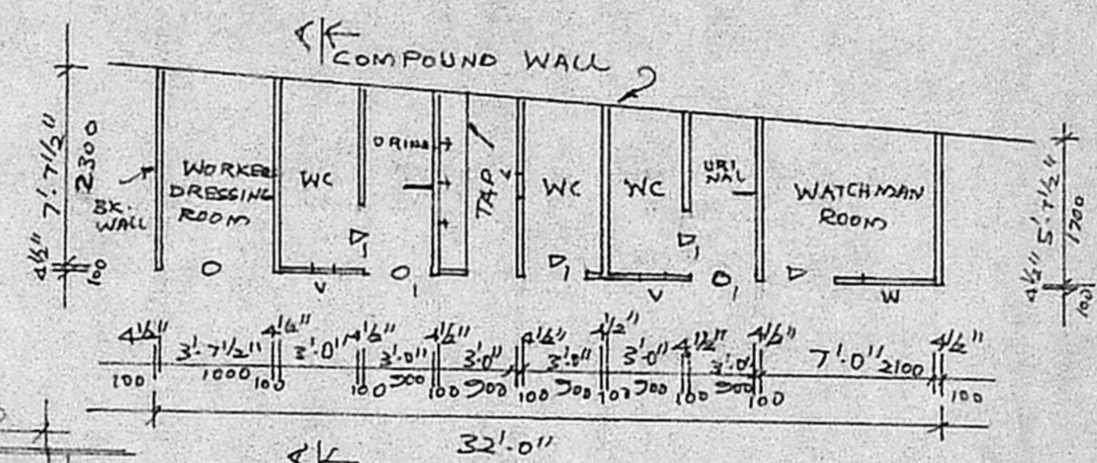 COMPOUND WALL
4½" 7'-7½"
100 2300
BK. WALL
WORKER
DRESSING
ROOM
WC
URINAL
TAP
V
WC
WC
URI
NAL
WATCHMAN
ROOM
4½" 5'-7½"
100 1700
O
V
D1
O1
D1
V
D1
O1
D
W
4½" 3'-7½" 4½" 3'-0" 4½" 3'-0" 4½" 3'-0" 4½" 3'-0" 4½" 3'-0" 4½" 3'-0" 4½" 7'-0" 4½"
100 1000 100 100 900 100 900 100 900 100 900 100 900 100 2100 100
32'-0"